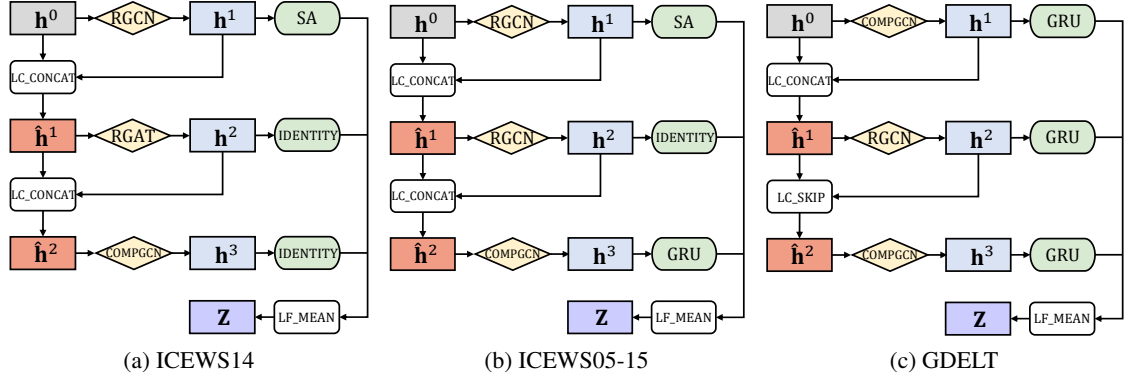 h⁰ RGCN h¹ SA
LC_CONCAT
ĥ¹ RGAT h² IDENTITY
LC_CONCAT
ĥ² COMPGCN h³ IDENTITY
Z LF_MEAN
(a) ICEWS14
h⁰ RGCN h¹ SA
LC_CONCAT
ĥ¹ RGCN h² IDENTITY
LC_CONCAT
ĥ² COMPGCN h³ GRU
Z LF_MEAN
(b) ICEWS05-15
h⁰ COMPGCN h¹ GRU
LC_CONCAT
ĥ¹ RGCN h² GRU
LC_SKIP
ĥ² COMPGCN h³ GRU
Z LF_MEAN
(c) GDELT